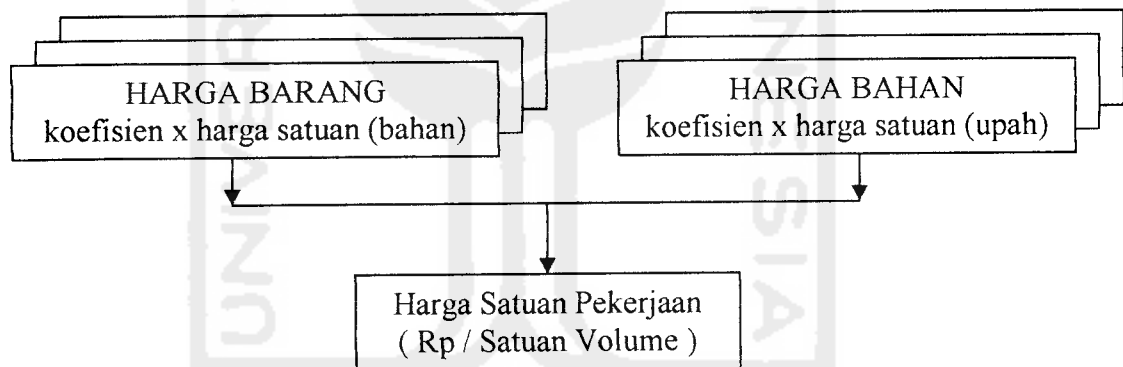 HARGA BARANG
koefisien x harga satuan (bahan)
HARGA BAHAN
koefisien x harga satuan (upah)
Harga Satuan Pekerjaan
( Rp / Satuan Volume )